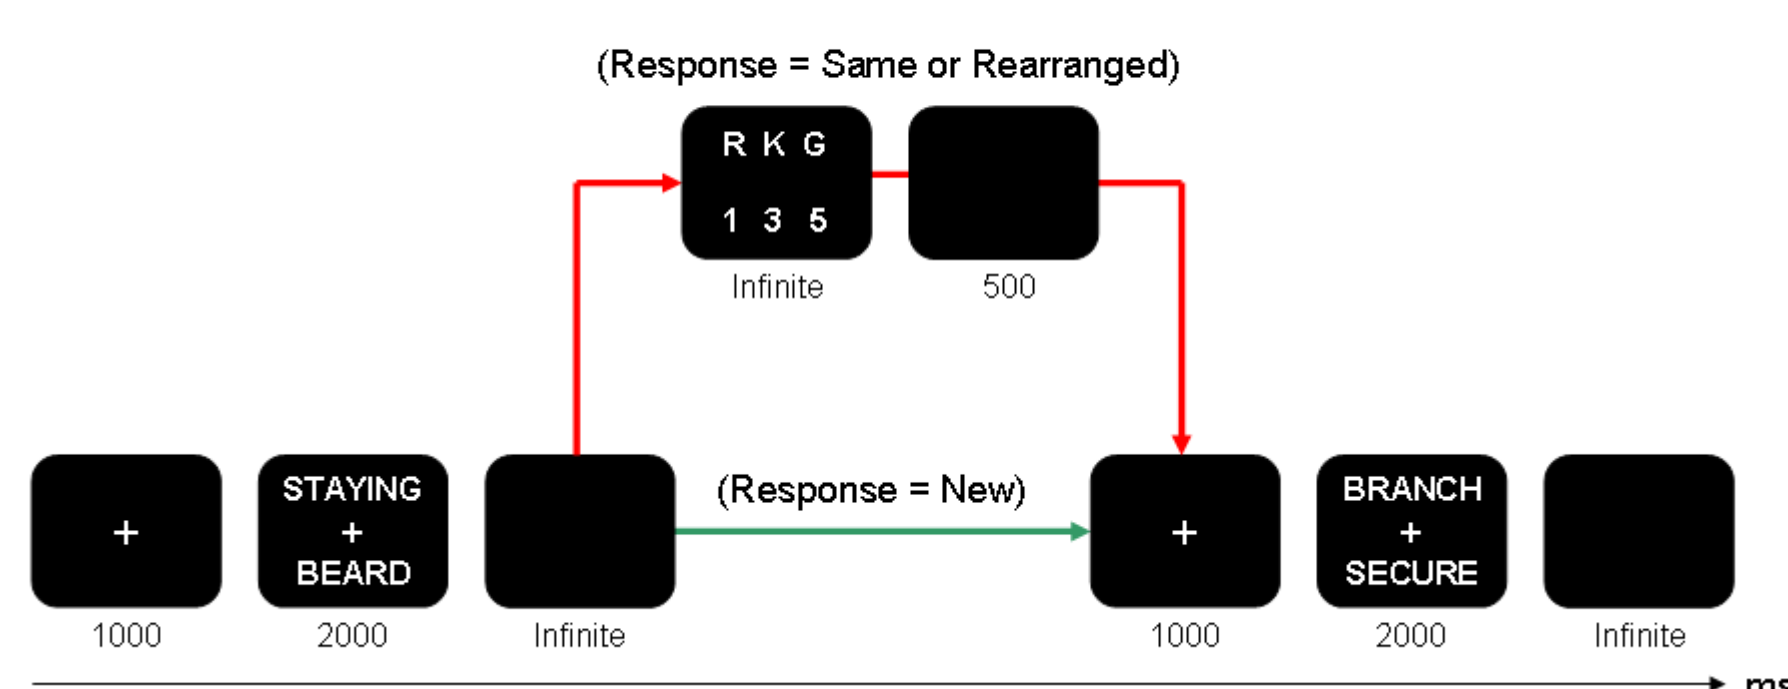 (Response = Same or Rearranged)
R K G
1 3 5
Infinite
500
+
1000
STAYING
+
BEARD
2000
Infinite
(Response = New)
+
1000
BRANCH
+
SECURE
2000
Infinite
ms